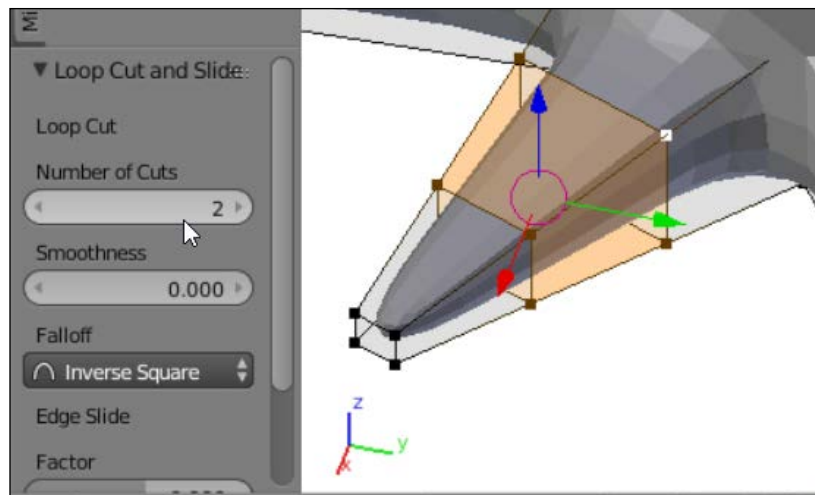 Mi
Loop Cut and Slide
Loop Cut
Number of Cuts
2
Smoothness
0.000
Falloff
Inverse Square
Edge Slide
Factor
z
y
x